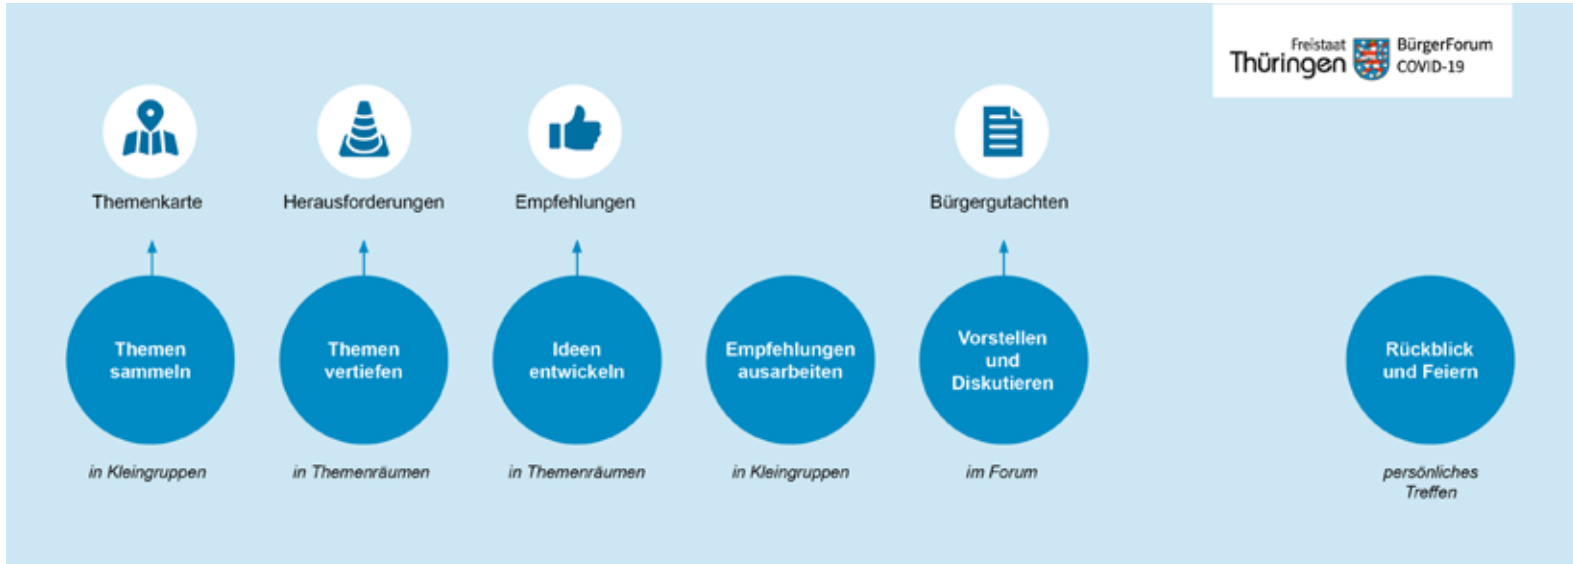 Freistaat
Thüringen
BürgerForum
COVID-19
Themenkarte
Herausforderungen
Empfehlungen
Bürgergutachten
Themen
sammeln
Themen
vertiefen
Ideen
entwickeln
Empfehlungen
ausarbeiten
Vorstellen
und
Diskutieren
Rückblick
und Feiern
in Kleingruppen
in Themenräumen
in Themenräumen
in Kleingruppen
im Forum
persönliches
Treffen